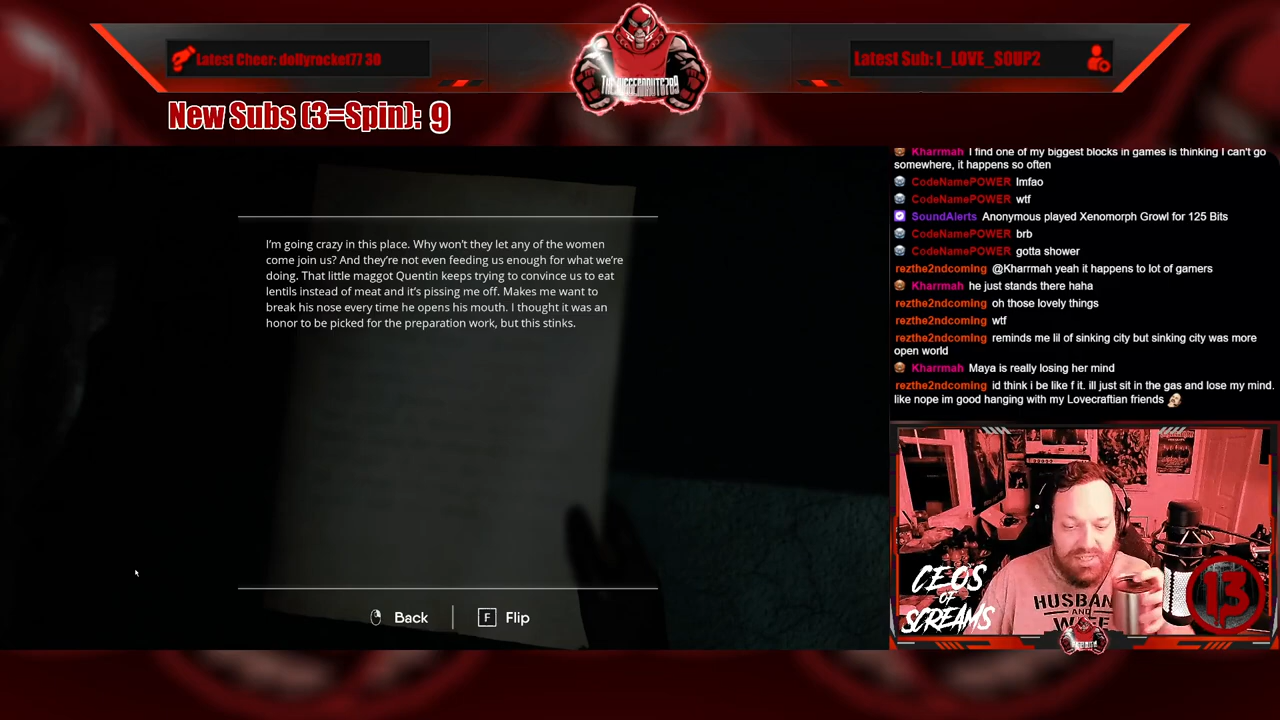 Latest Cheer: dollyrocket77 30
THEJUGGERNAUT6789
Latest Sub: I_LOVE_SOUP2
New Subs (3=Spin): 9
I'm going crazy in this place. Why won't they let any of the women
come join us? And they're not even feeding us enough for what we're
doing. That little maggot Quentin keeps trying to convince us to eat
lentils instead of meat and it's pissing me off. Makes me want to
break his nose every time he opens his mouth. I thought it was an
honor to be picked for the preparation work, but this stinks.
Back
F Flip
Kharrmah I find one of my biggest blocks in games is thinking I can't go
somewhere, it happens so often
CodeNamePOWER lmfao
CodeNamePOWER wtf
SoundAlerts Anonymous played Xenomorph Growl for 125 Bits
CodeNamePOWER brb
CodeNamePOWER gotta shower
rezthe2ndcoming @Kharrmah yeah it happens to lot of gamers
Kharrmah he just stands there haha
rezthe2ndcoming oh those lovely things
rezthe2ndcoming wtf
rezthe2ndcoming reminds me lil of sinking city but sinking city was more
open world
Kharrmah Maya is really losing her mind
rezthe2ndcoming id think i be like f it. ill just sit in the gas and lose my mind.
like nope im good hanging with my Lovecraftian friends
CEOS
OF
SCREAMS
HUSBAND
AND
WIFE
13